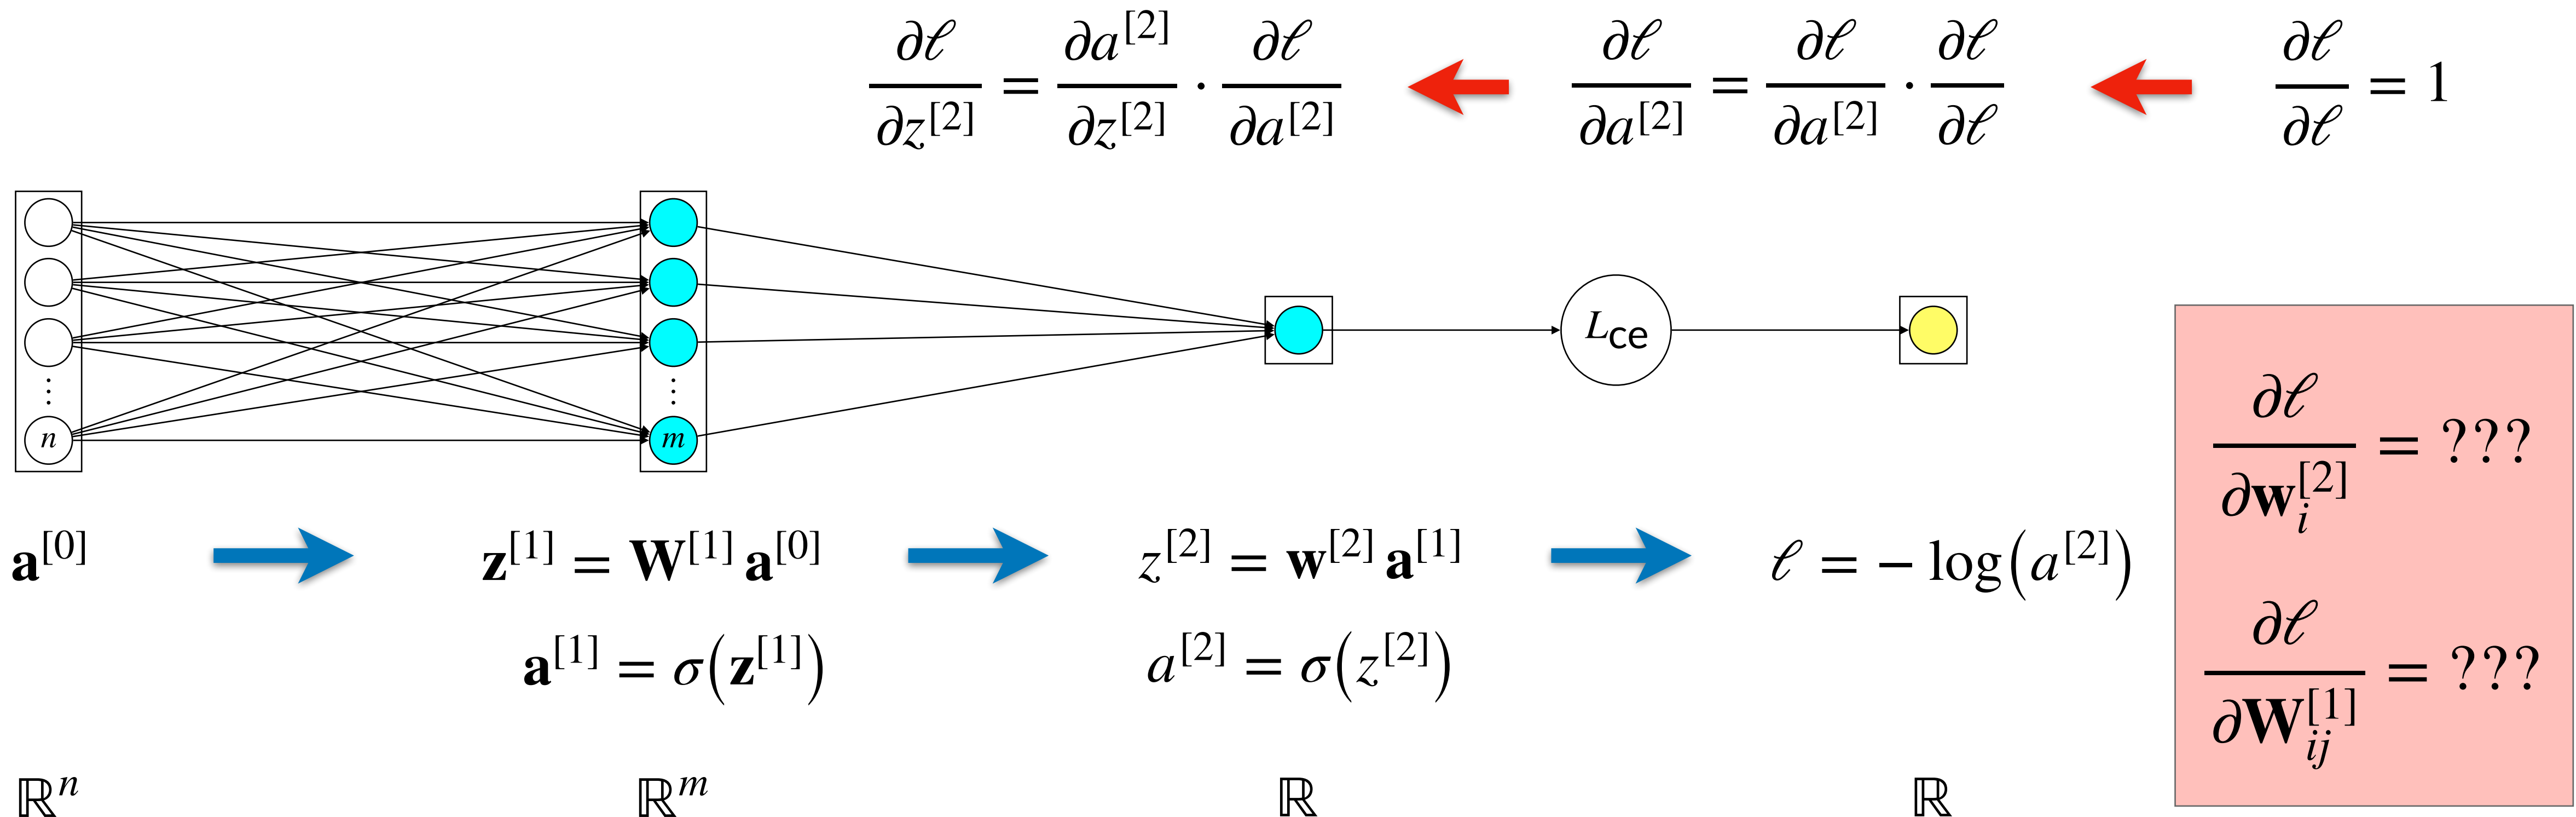 ∂ℓ/∂z^[2] = ∂a^[2]/∂z^[2] · ∂ℓ/∂a^[2]
∂ℓ/∂a^[2] = ∂ℓ/∂a^[2] · ∂ℓ/∂ℓ
∂ℓ/∂ℓ = 1
⋮
n
⋮
m
L_ce
a^[0]
z^[1] = W^[1] a^[0]
a^[1] = σ(z^[1])
z^[2] = w^[2] a^[1]
a^[2] = σ(z^[2])
ℓ = − log(a^[2])
∂ℓ/∂w_i^[2] = ???
∂ℓ/∂W_ij^[1] = ???
ℝ^n
ℝ^m
ℝ
ℝ